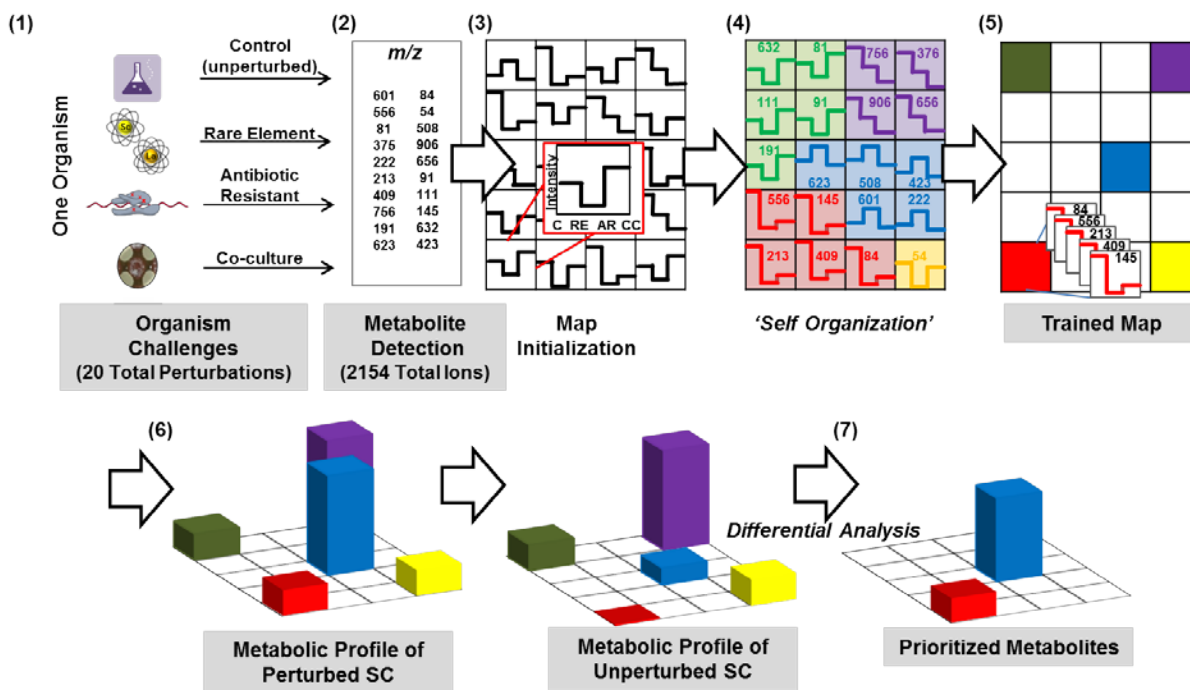 (1)
One Organism
Control
(unperturbed)
Sc
La
Rare Element
Antibiotic
Resistant
Co-culture
Organism
Challenges
(20 Total Perturbations)
(2)
m/z
601 84
556 54
81 508
375 906
222 656
213 91
409 111
756 145
191 632
623 423
Metabolite
Detection
(2154 Total Ions)
(3)
Intensity
C RE AR CC
Map
Initialization
(4)
632 81 756 376
111 91 906 656
191 623 508 423
556 145 601 222
213 409 84 54
'Self Organization'
(5)
84
556
213
409
145
Trained Map
(6)
Metabolic Profile of
Perturbed SC
Metabolic Profile of
Unperturbed SC
(7)
Differential Analysis
Prioritized Metabolites